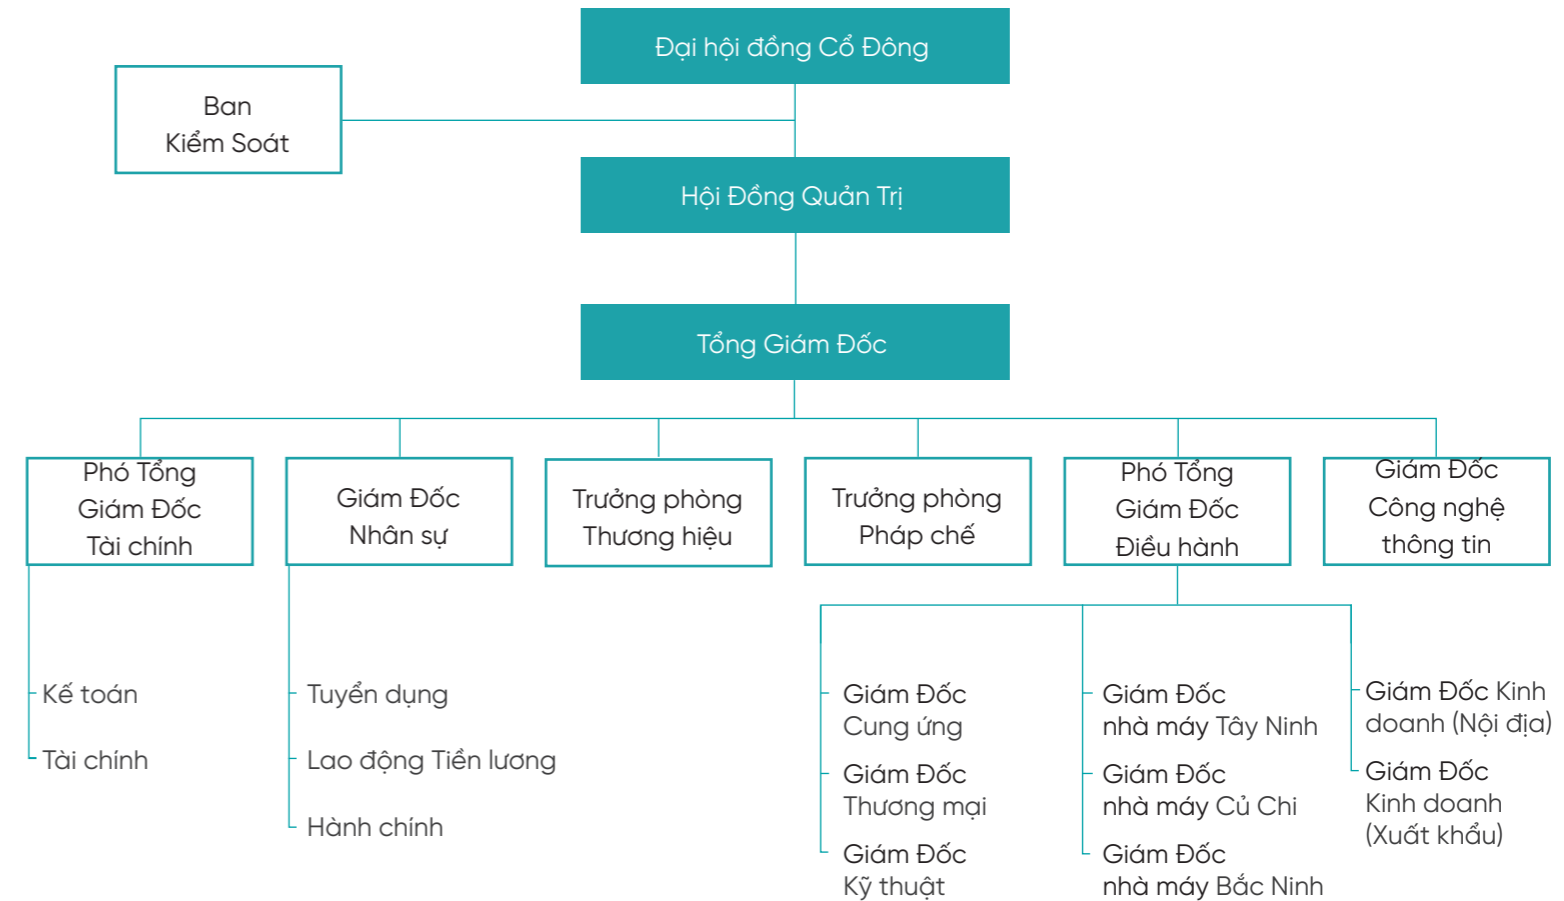 Đại hội đồng Cổ Đông
Ban
Kiểm Soát
Hội Đồng Quản Trị
Tổng Giám Đốc
Phó Tổng
Giám Đốc
Tài chính
Giám Đốc
Nhân sự
Trưởng phòng
Thương hiệu
Trưởng phòng
Pháp chế
Phó Tổng
Giám Đốc
Điều hành
Giám Đốc
Công nghệ
thông tin
Kế toán
Tài chính
Tuyển dụng
Lao động Tiền lương
Hành chính
Giám Đốc
Cung ứng
Giám Đốc
Thương mại
Giám Đốc
Kỹ thuật
Giám Đốc
nhà máy Tây Ninh
Giám Đốc
nhà máy Củ Chi
Giám Đốc
nhà máy Bắc Ninh
Giám Đốc Kinh
doanh (Nội địa)
Giám Đốc
Kinh doanh
(Xuất khẩu)